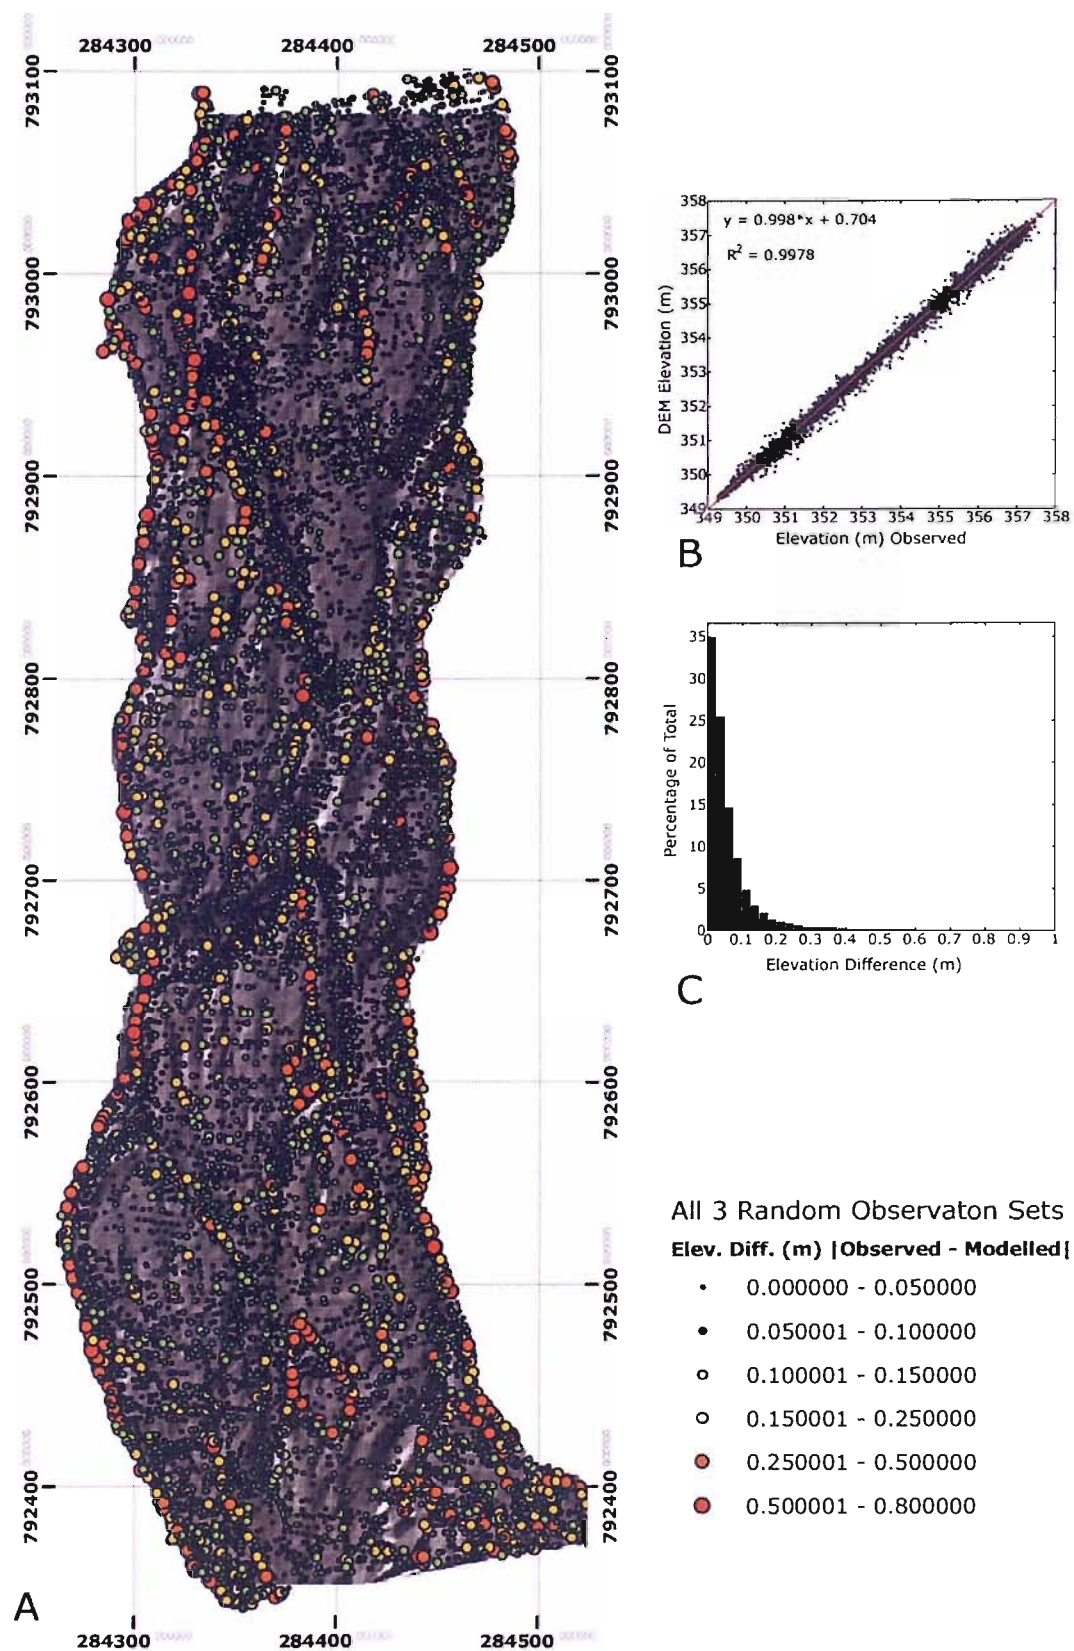 284300 284400 284500
793100
793000
792900
792800
792700
792600
792500
792400
793100
793000
792900
792800
792700
792600
792500
792400
284300 284400 284500
A
358
357
356
355
354
353
352
351
350
349
y = 0.998*x + 0.704
R² = 0.9978
DEM Elevation (m)
349 350 351 352 353 354 355 356 357 358
Elevation (m) Observed
B
35
30
25
20
15
10
5
0
Percentage of Total
0 0.1 0.2 0.3 0.4 0.5 0.6 0.7 0.8 0.9 1
Elevation Difference (m)
C
All 3 Random Observaton Sets
Elev. Diff. (m) |Observed - Modelled|
0.000000 - 0.050000
0.050001 - 0.100000
0.100001 - 0.150000
0.150001 - 0.250000
0.250001 - 0.500000
0.500001 - 0.800000